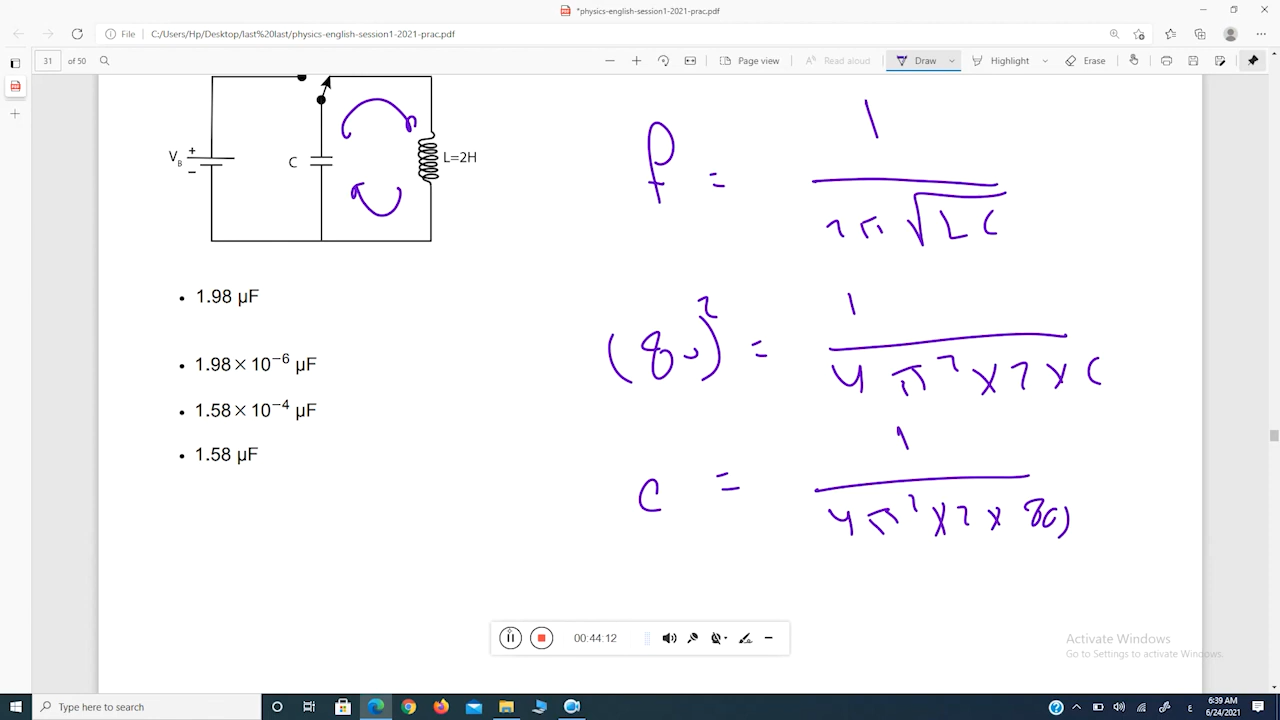 *physics-english-session1-2021-prac.pdf
File C:/Users/Hp/Desktop/last%20last/physics-english-session1-2021-prac.pdf
31 of 50 Page view Read aloud Draw Highlight Erase
V_B + − C L=2H
f = 1 / 2π√LC
• 1.98 μF
(80)² = 1 / 4π² × 2 × C
• 1.98 × 10⁻⁶ μF
• 1.58 × 10⁻⁴ μF
• 1.58 μF
C = 1 / 4π² × 2 × 80)
00:44:12
Activate Windows
Go to Settings to activate Windows.
Type here to search
6:39 AM
6/24/2021